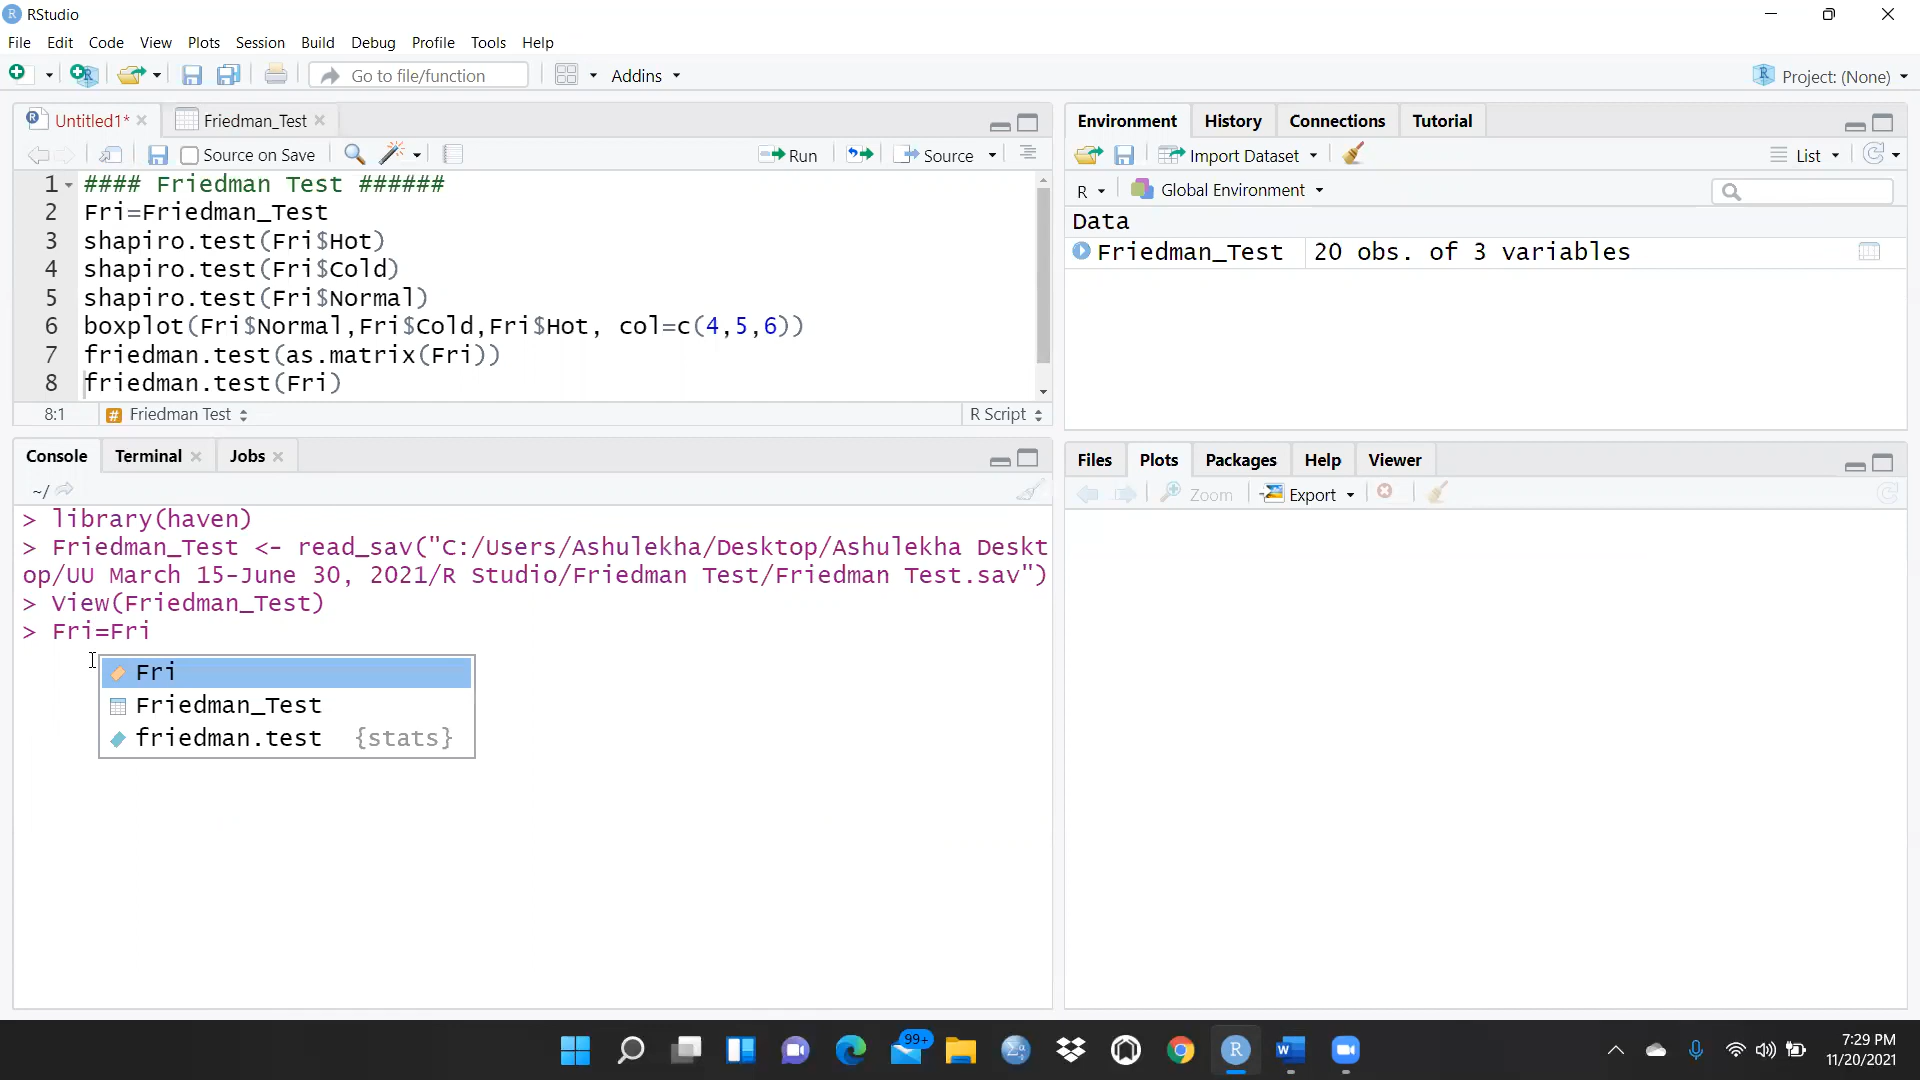 RStudio
File Edit Code View Plots Session Build Debug Profile Tools Help
Go to file/function Addins Project: (None)
Untitled1* Friedman_Test
Source on Save Run Source
1 #### Friedman Test ######
2 Fri=Friedman_Test
3 shapiro.test(Fri$Hot)
4 shapiro.test(Fri$Cold)
5 shapiro.test(Fri$Normal)
6 boxplot(Fri$Normal,Fri$Cold,Fri$Hot, col=c(4,5,6))
7 friedman.test(as.matrix(Fri))
8 friedman.test(Fri)
8:1 # Friedman Test R Script
Console Terminal Jobs
~/
> library(haven)
> Friedman_Test <- read_sav("C:/Users/Ashulekha/Desktop/Ashulekha Deskt
op/UU March 15-June 30, 2021/R Studio/Friedman Test/Friedman Test.sav")
> View(Friedman_Test)
> Fri=Fri
Fri
Friedman_Test
friedman.test {stats}
Environment History Connections Tutorial
Import Dataset List
R Global Environment
Data
Friedman_Test 20 obs. of 3 variables
Files Plots Packages Help Viewer
Zoom Export
99+
7:29 PM
11/20/2021